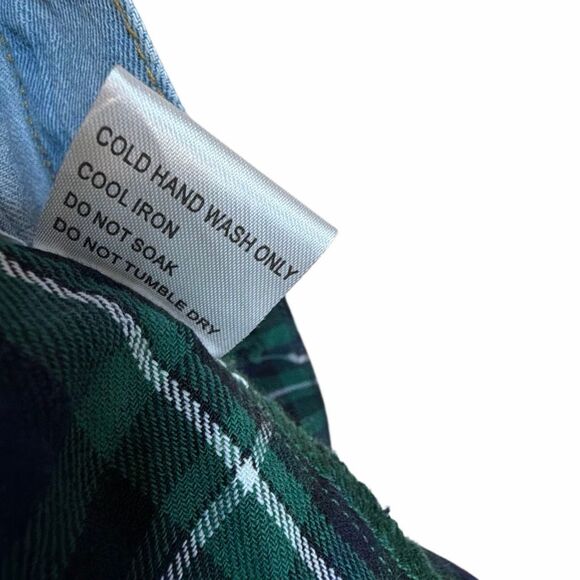 COLD HAND WASH ONLY
COOL IRON
DO NOT SOAK
DO NOT TUMBLE DRY